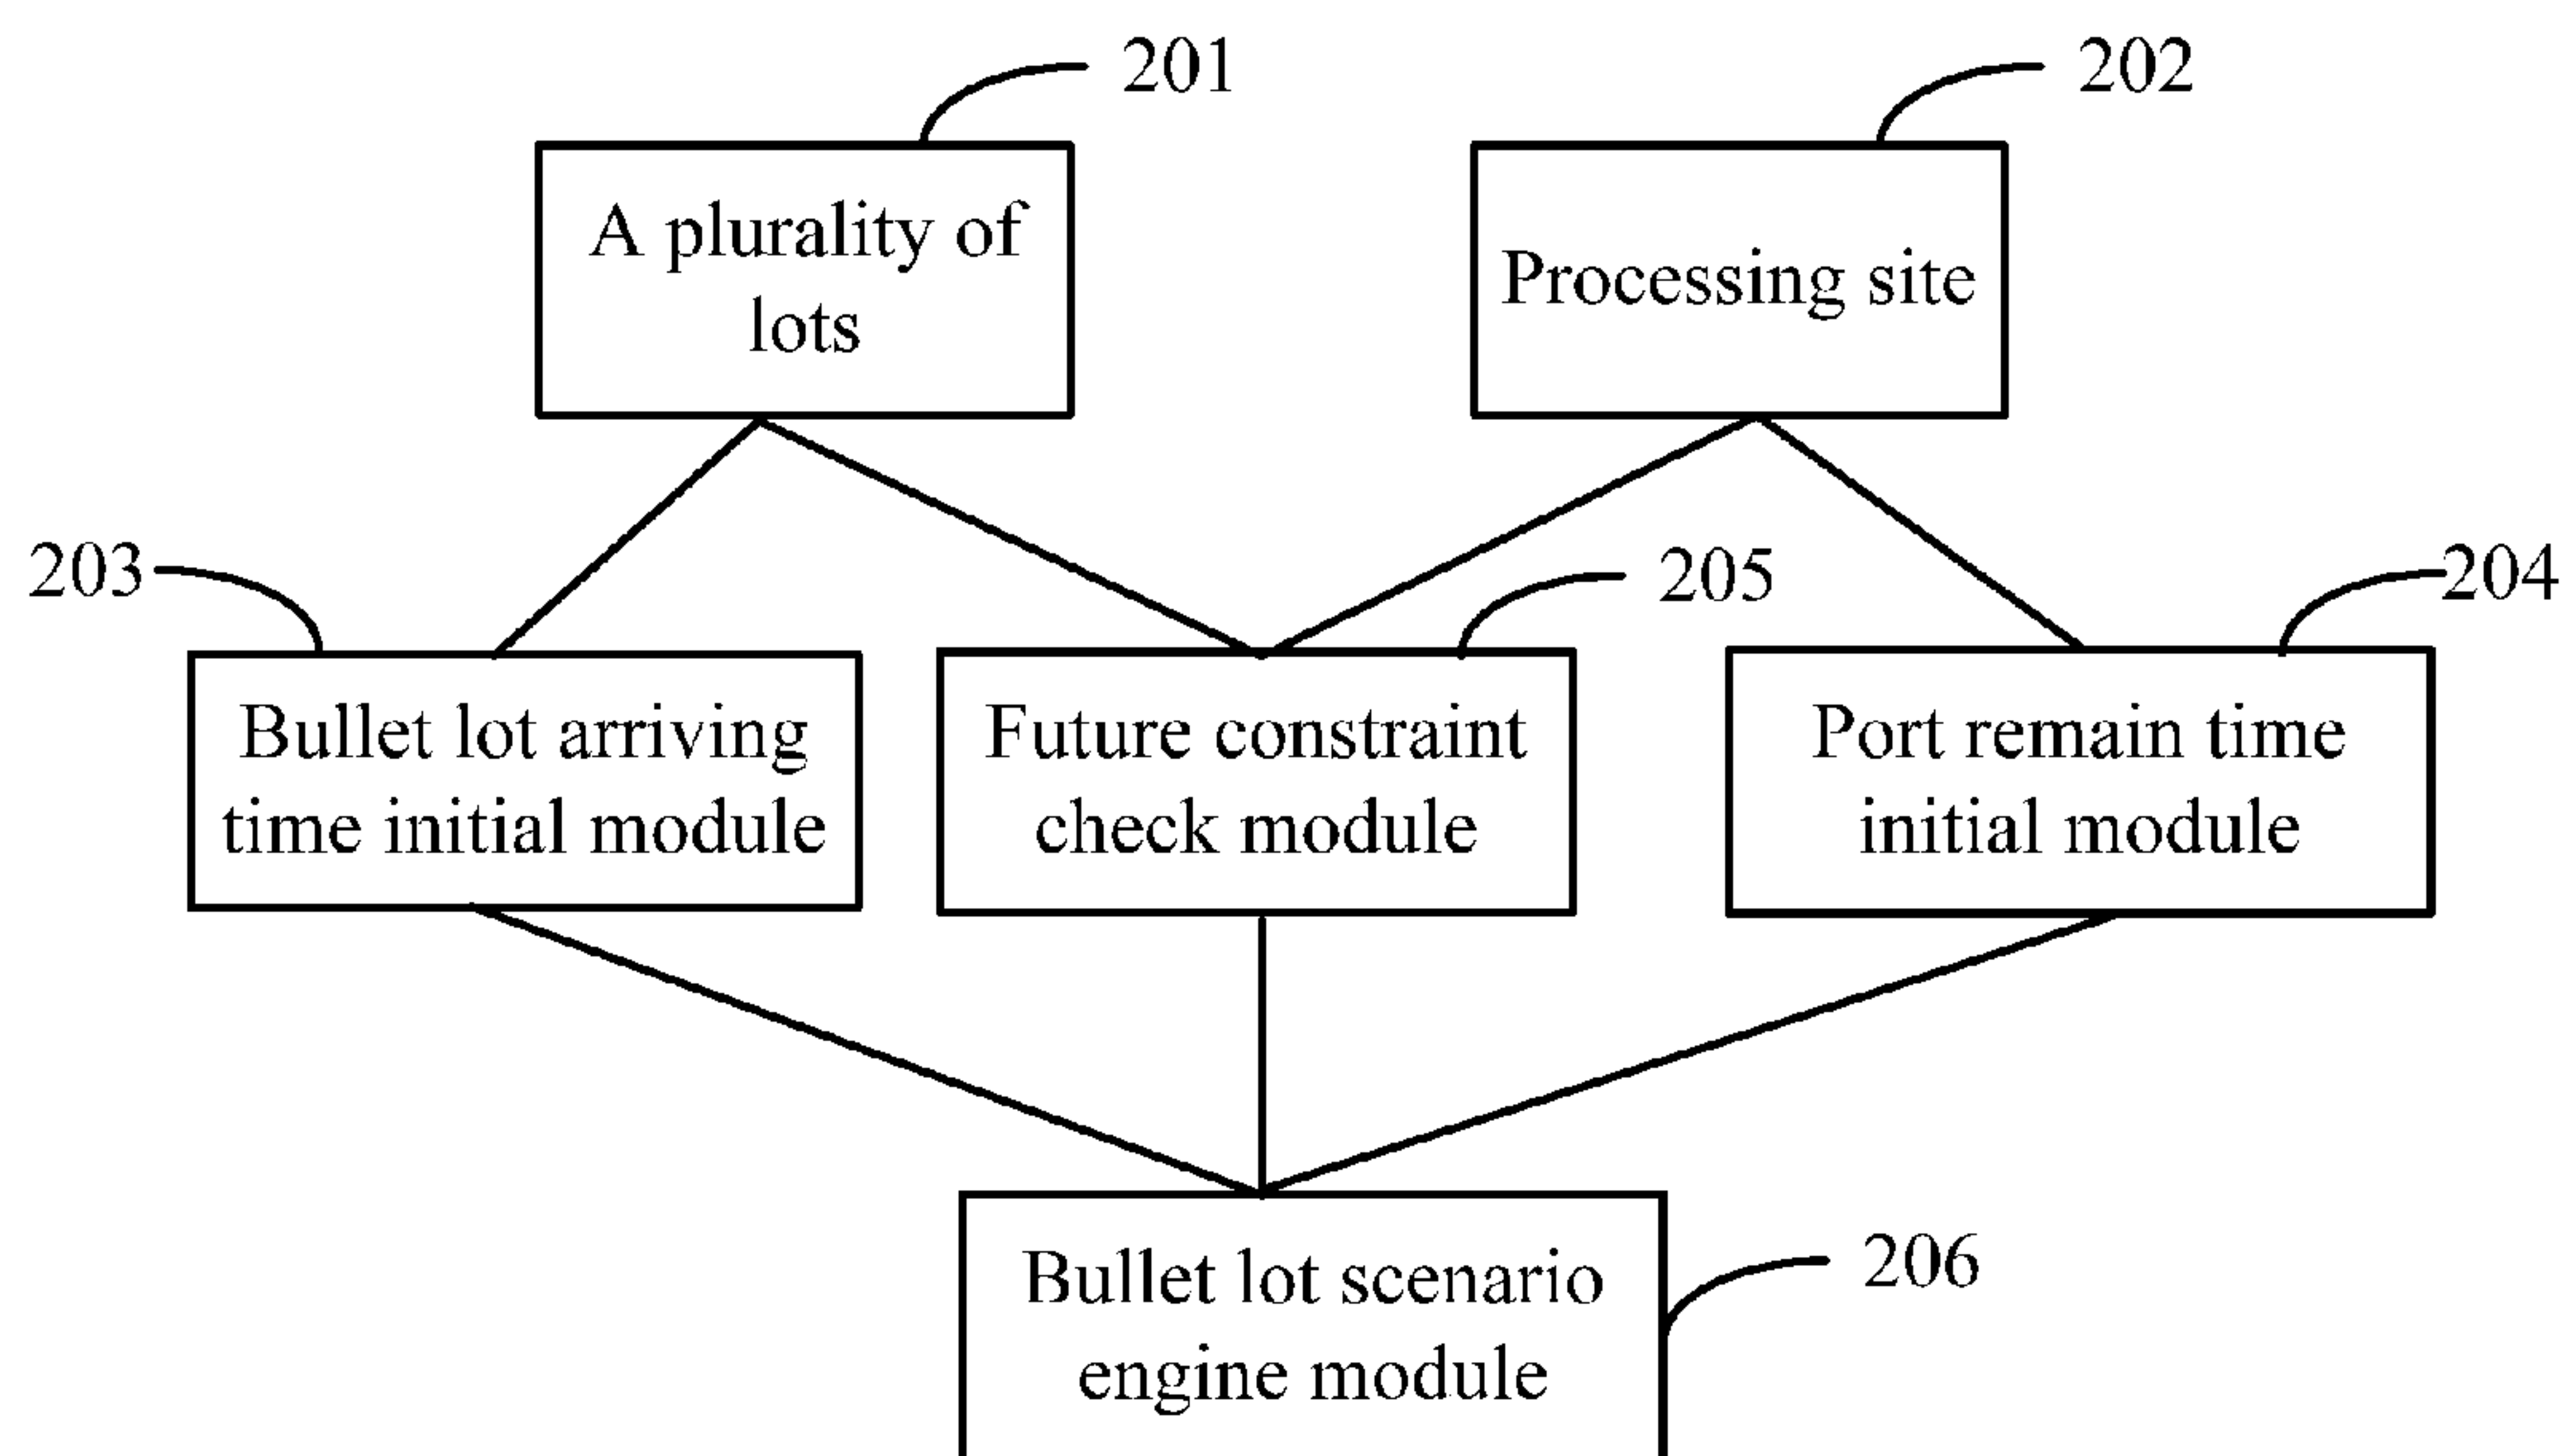 201
202
A plurality of
lots
Processing site
203
205
204
Bullet lot arriving
time initial module
Future constraint
check module
Port remain time
initial module
Bullet lot scenario
engine module
206